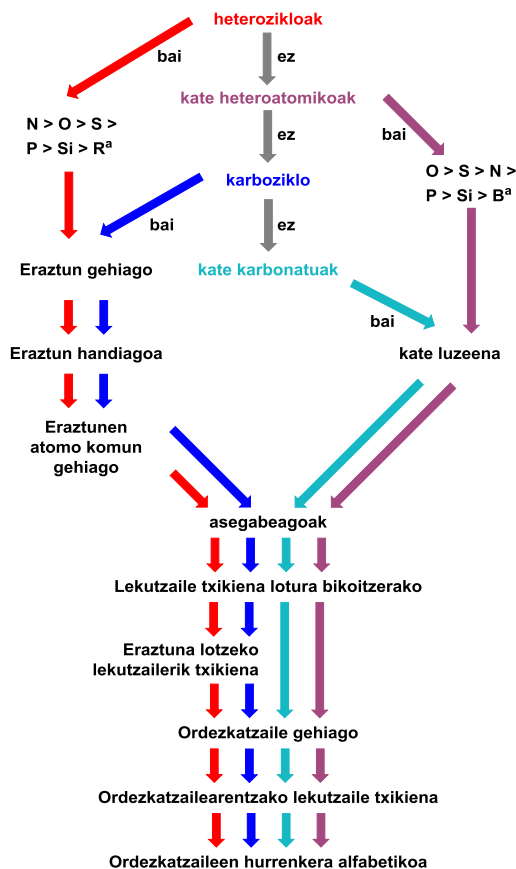 heterozikloak
bai
ez
kate heteroatomikoak
N > O > S >
P > Si > Rᵃ
ez
bai
O > S > N >
P > Si > Bᵃ
karboziklo
bai
ez
Eraztun gehiago
kate karbonatuak
bai
Eraztun handiagoa
kate luzeena
Eraztunen
atomo komun
gehiago
asegabeagoak
Lekutzaile txikiena lotura bikoitzerako
Eraztuna lotzeko
lekutzailerik txikiena
Ordezkatzaile gehiago
Ordezkatzailearentzako lekutzaile txikiena
Ordezkatzaileen hurrenkera alfabetikoa